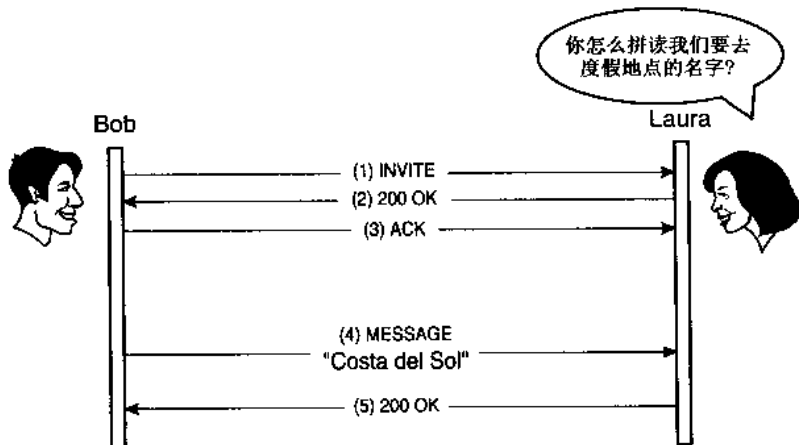 你怎么拼读我们要去
度假地点的名字?
Bob
Laura
(1) INVITE
(2) 200 OK
(3) ACK
(4) MESSAGE
"Costa del Sol"
(5) 200 OK